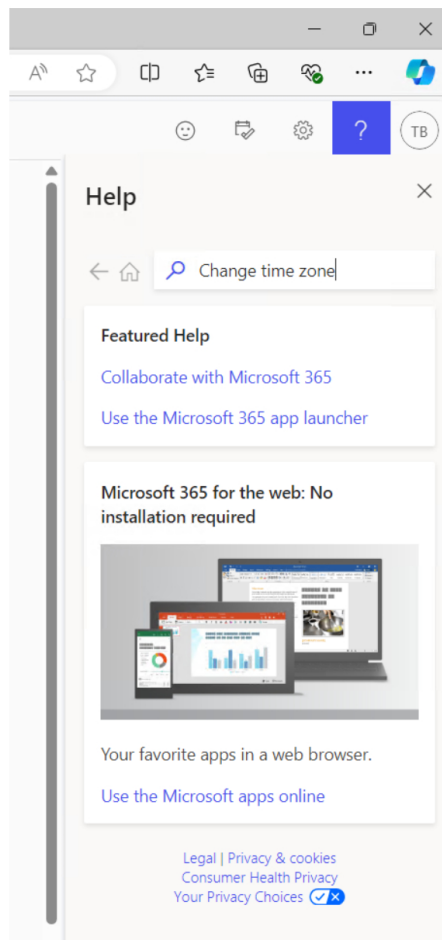 A
?
TB
Help
Change time zone
Featured Help
Collaborate with Microsoft 365
Use the Microsoft 365 app launcher
Microsoft 365 for the web: No
installation required
Your favorite apps in a web browser.
Use the Microsoft apps online
Legal | Privacy & cookies
Consumer Health Privacy
Your Privacy Choices